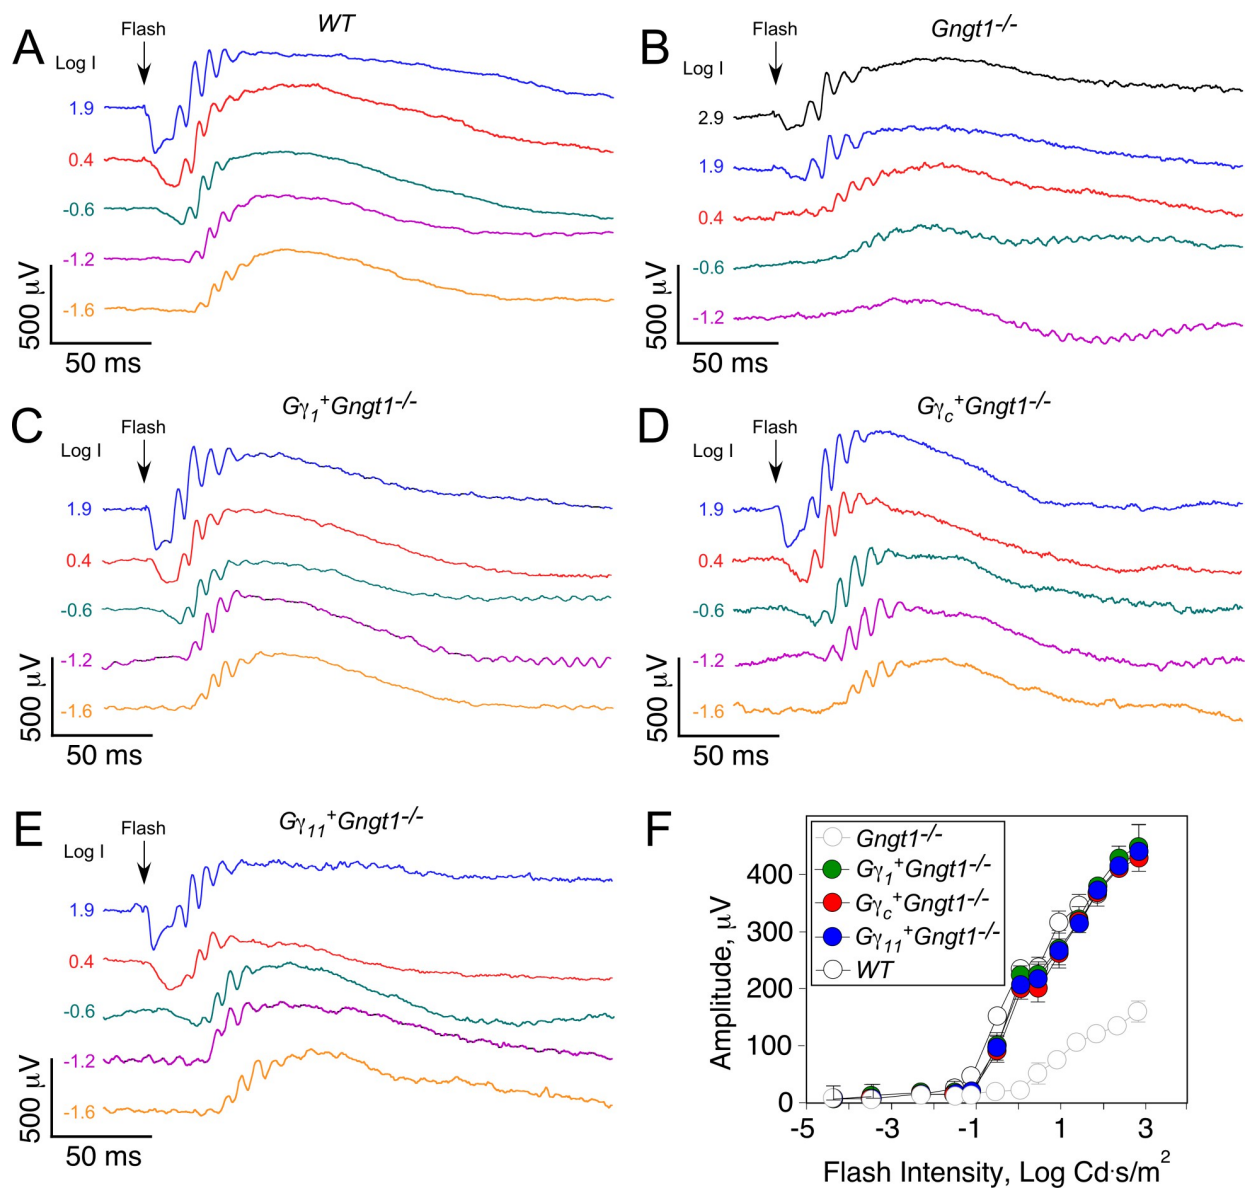 A
WT
Flash
Log I
1.9
0.4
-0.6
-1.2
-1.6
500 μV
50 ms
B
Gngt1-/-
Flash
Log I
2.9
1.9
0.4
-0.6
-1.2
500 μV
50 ms
C
Gγ1+Gngt1-/-
Flash
Log I
1.9
0.4
-0.6
-1.2
-1.6
500 μV
50 ms
D
Gγc+Gngt1-/-
Flash
Log I
1.9
0.4
-0.6
-1.2
-1.6
500 μV
50 ms
E
Gγ11+Gngt1-/-
Flash
Log I
1.9
0.4
-0.6
-1.2
-1.6
500 μV
50 ms
F
Gngt1-/-
Gγ1+Gngt1-/-
Gγc+Gngt1-/-
Gγ11+Gngt1-/-
WT
Amplitude, μV
400
300
200
100
0
-5 -3 -1 1 3
Flash Intensity, Log Cd·s/m2